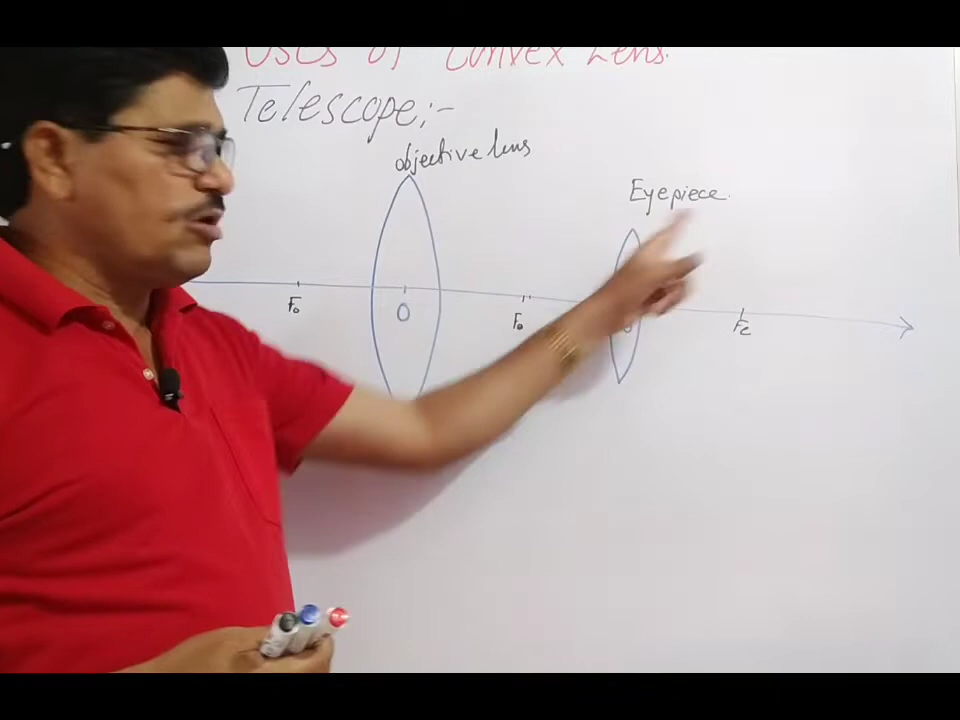 Uses of Convex Lens.
Telescope;-
objective lens
Eyepiece.
Fo
O
Fo
Fe